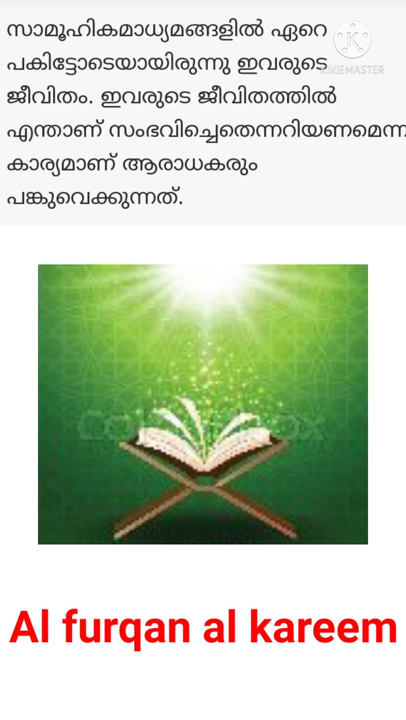 സാമൂഹികമാധ്യമങ്ങളിൽ ഏറെ
പകിട്ടോടെയായിരുന്നു ഇവരുടെ
ജീവിതം. ഇവരുടെ ജീവിതത്തിൽ
എന്താണ് സംഭവിച്ചെതെന്നറിയണമെന്ന
കാര്യമാണ് ആരാധകരും
പങ്കുവെക്കുന്നത്.
KINEMASTER
Al furqan al kareem